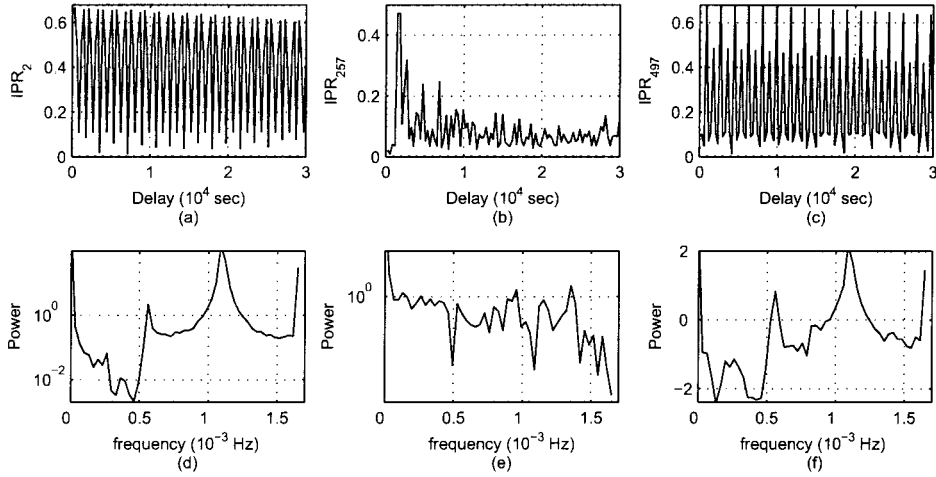 IPR2
0.6
0.4
0.2
0
0 1 2 3
Delay (10^4 sec)
(a)
IPR257
0.4
0.2
0
0 1 2 3
Delay (10^4 sec)
(b)
IPR497
0.6
0.4
0.2
0
0 1 2 3
Delay (10^4 sec)
(c)
Power
10^0
10^-2
0 0.5 1 1.5
frequency (10^-3 Hz)
(d)
Power
10^0
0 0.5 1 1.5
frequency (10^-3 Hz)
(e)
Power
2
0
-2
0 0.5 1 1.5
frequency (10^-3 Hz)
(f)